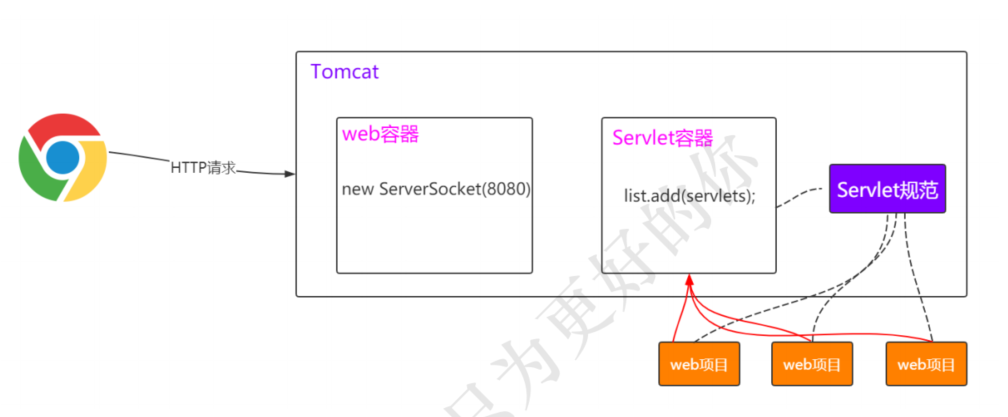 Tomcat
web容器
Servlet容器
HTTP请求
new ServerSocket(8080)
list.add(servlets);
Servlet规范
web项目
web项目
web项目
只为更好的你